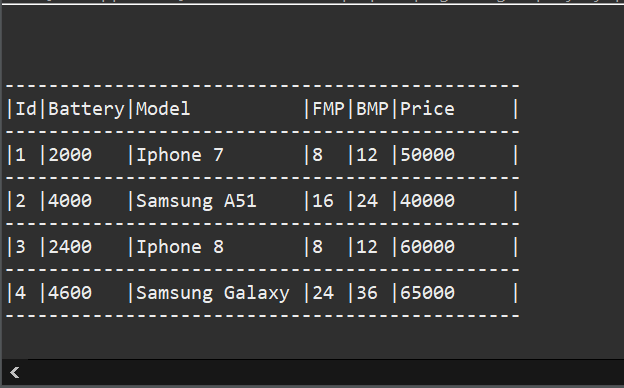 -----------------------------------------------
|Id|Battery|Model          |FMP|BMP|Price     |
-----------------------------------------------
|1 |2000   |Iphone 7       |8  |12 |50000     |
-----------------------------------------------
|2 |4000   |Samsung A51    |16 |24 |40000     |
-----------------------------------------------
|3 |2400   |Iphone 8       |8  |12 |60000     |
-----------------------------------------------
|4 |4600   |Samsung Galaxy |24 |36 |65000     |
-----------------------------------------------